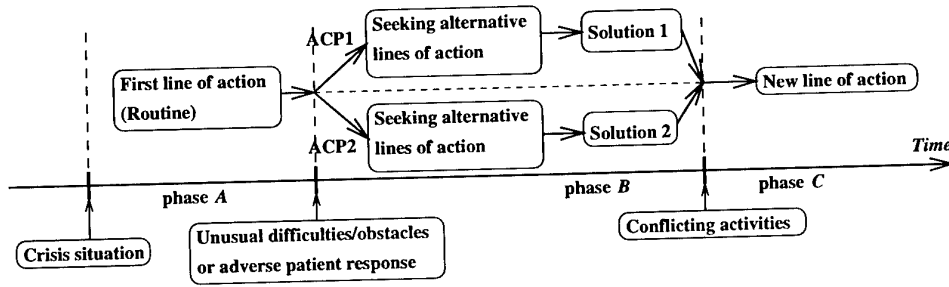 ACP1
Seeking alternative
lines of action
Solution 1
First line of action
(Routine)
New line of action
ACP2
Seeking alternative
lines of action
Solution 2
Time
phase A
phase B
phase C
Crisis situation
Unusual difficulties/obstacles
or adverse patient response
Conflicting activities